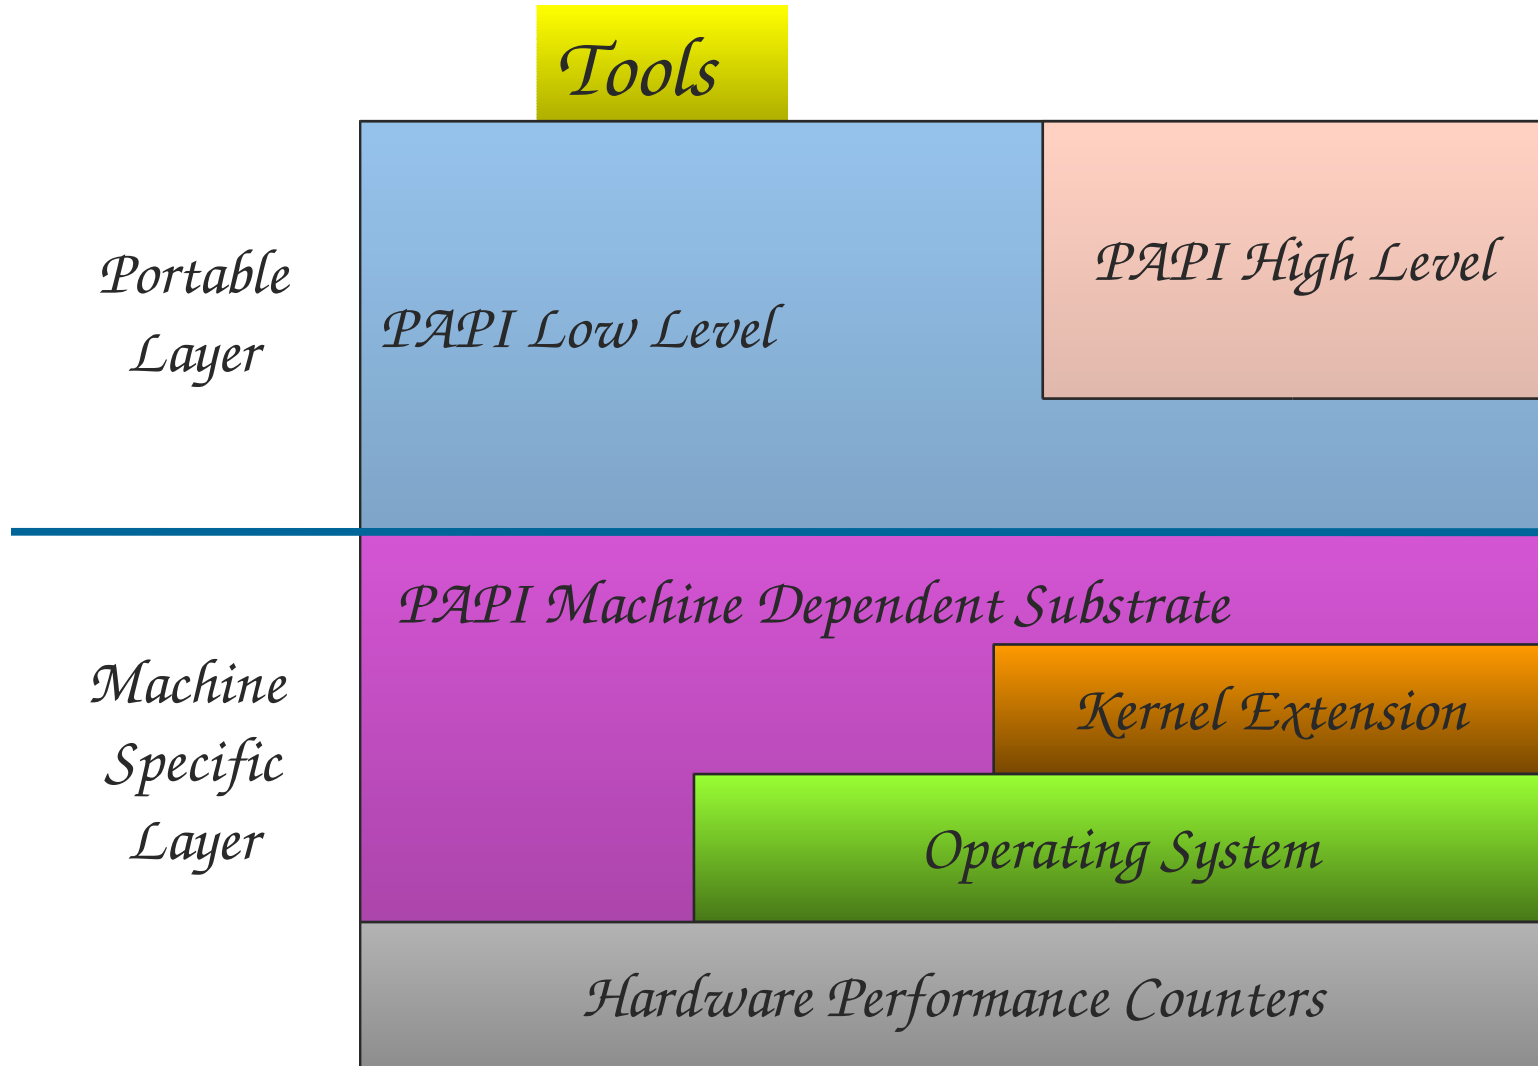 Tools
Portable
Layer
PAPI Low Level
PAPI High Level
PAPI Machine Dependent Substrate
Machine
Specific
Layer
Kernel Extension
Operating System
Hardware Performance Counters